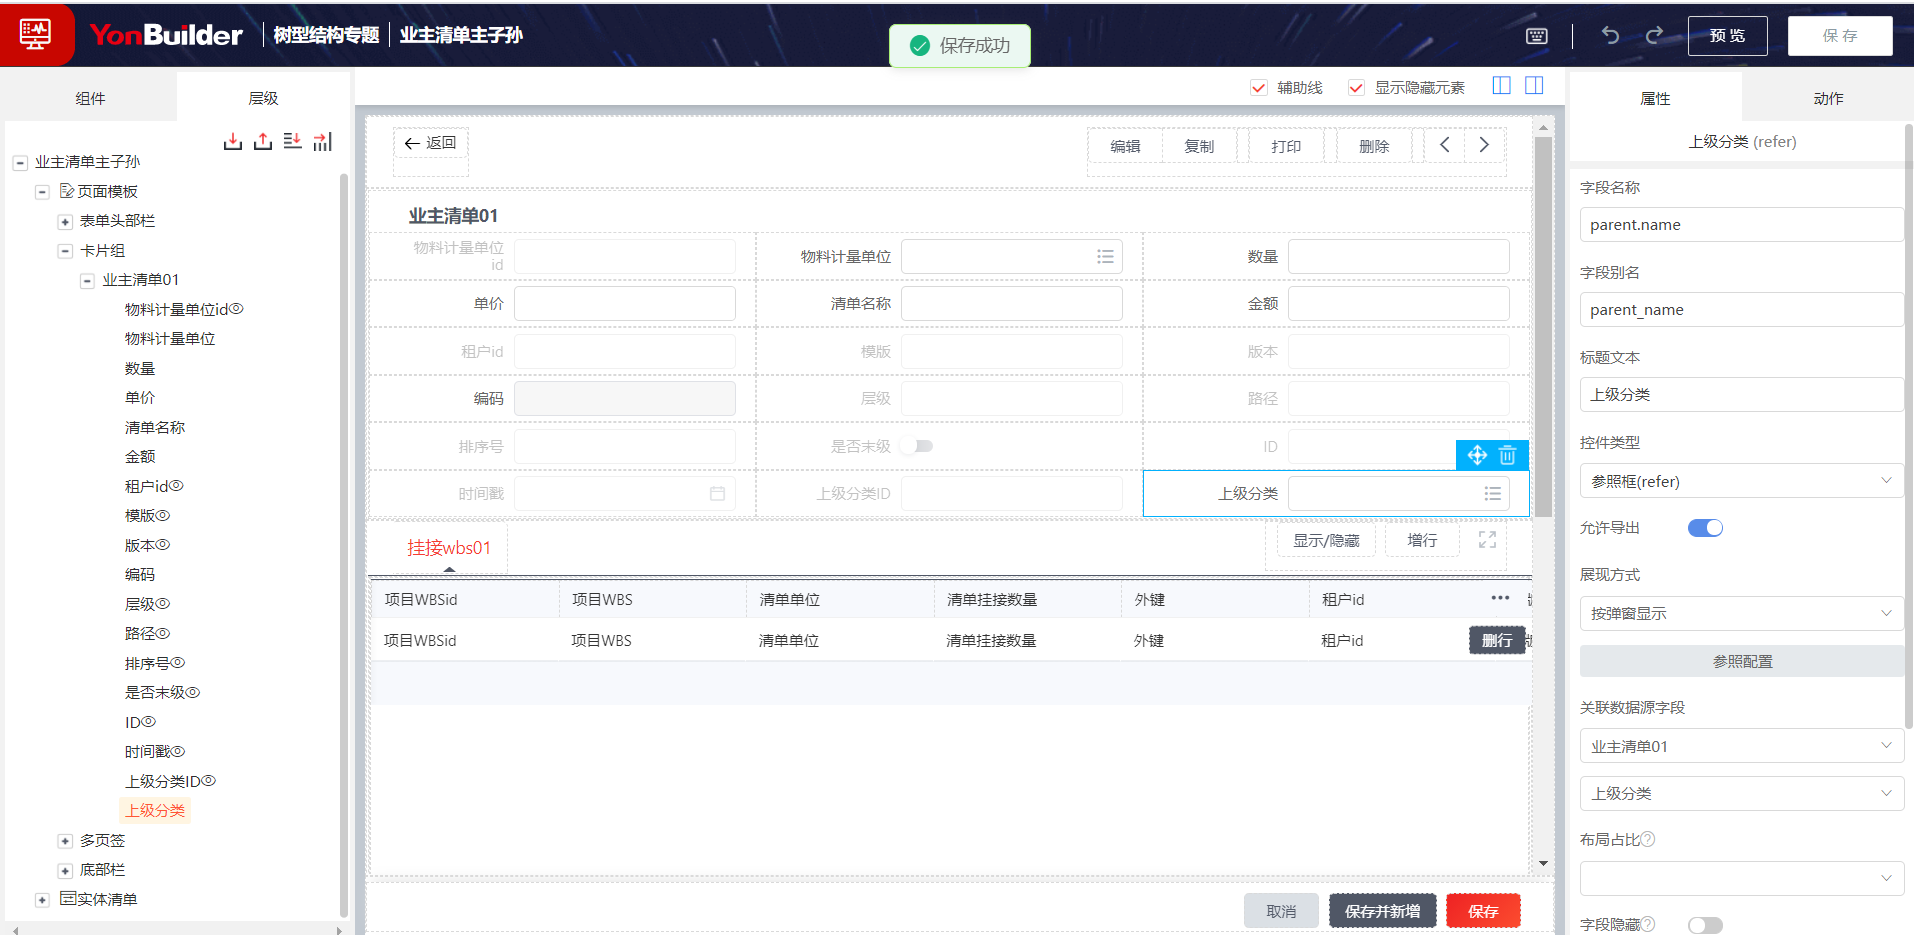 YonBuilder 树型结构专题 业主清单主子孙
保存成功
预览 保存
组件 层级
业主清单主子孙
页面模板
表单头部栏
卡片组
业主清单01
物料计量单位id
物料计量单位
数量
单价
清单名称
金额
租户id
模版
版本
编码
层级
路径
排序号
是否末级
ID
时间戳
上级分类ID
上级分类
多页签
底部栏
实体清单
辅助线 显示隐藏元素
返回 编辑 复制 打印 删除
业主清单01
物料计量单位id 物料计量单位 数量
单价 清单名称 金额
租户id 模版 版本
编码 层级 路径
排序号 是否末级 ID
时间戳 上级分类ID 上级分类
挂接wbs01 显示/隐藏 增行
项目WBSid 项目WBS 清单单位 清单挂接数量 外键 租户id
项目WBSid 项目WBS 清单单位 清单挂接数量 外键 租户id 删行
取消 保存并新增 保存
属性 动作
上级分类 (refer)
字段名称
parent.name
字段别名
parent_name
标题文本
上级分类
控件类型
参照框(refer)
允许导出
展现方式
按弹窗显示
参照配置
关联数据源字段
业主清单01
上级分类
布局占比
字段隐藏